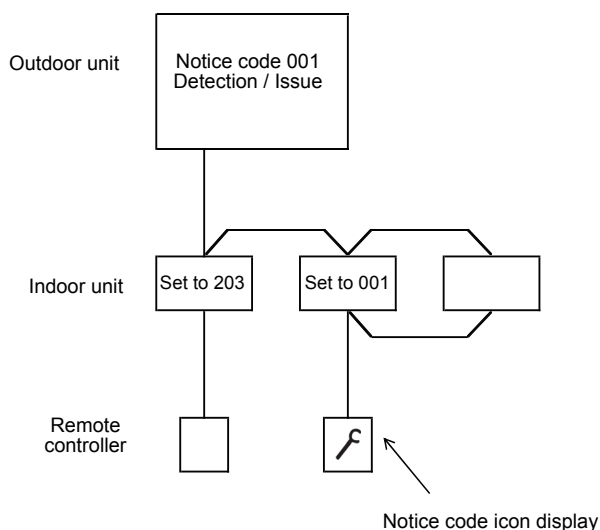 Outdoor unit
Notice code 001
Detection / Issue
Indoor unit
Set to 203
Set to 001
Remote
controller
Notice code icon display